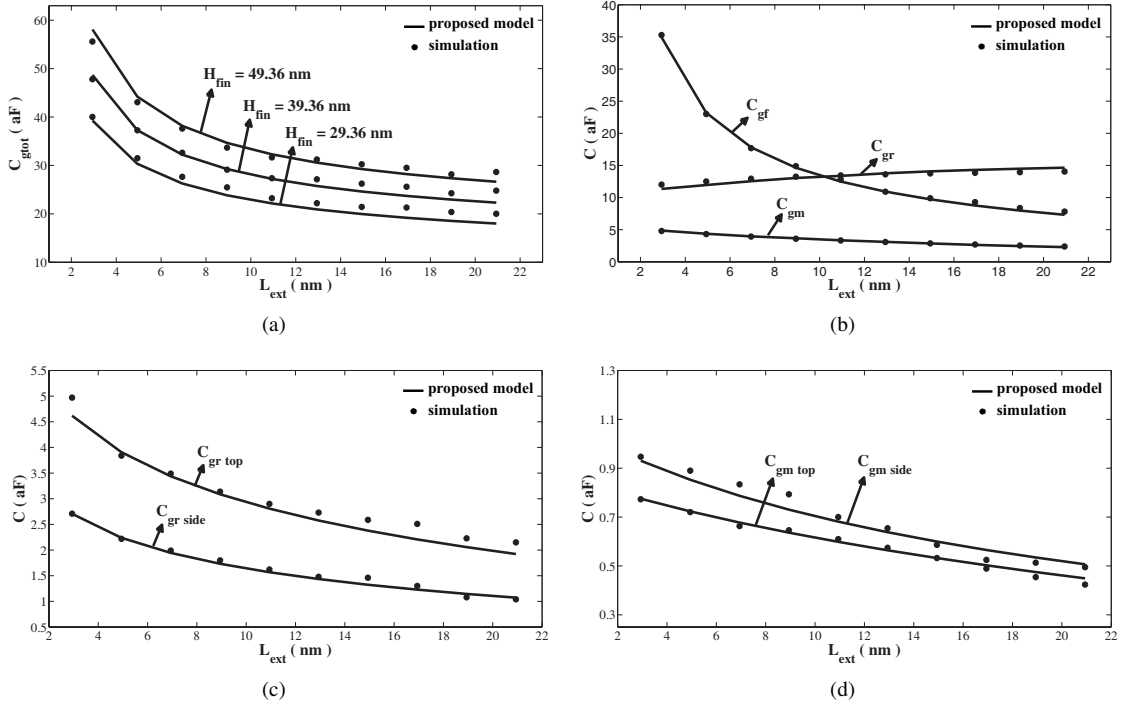 60
50
40
30
20
10
C_gtot ( aF )
proposed model
simulation
H_fin = 49.36 nm
H_fin = 39.36 nm
H_fin = 29.36 nm
2 4 6 8 10 12 14 16 18 20 22
L_ext ( nm )
(a)
40
35
30
25
20
15
10
5
0
C ( aF )
proposed model
simulation
C_gf
C_gr
C_gm
2 4 6 8 10 12 14 16 18 20 22
L_ext ( nm )
(b)
5.5
5
4.5
4
3.5
3
2.5
2
1.5
1
0.5
C ( aF)
proposed model
simulation
C_gr top
C_gr side
2 4 6 8 10 12 14 16 18 20 22
L_ext ( nm )
(c)
1.3
1.1
0.9
0.7
0.5
0.3
C ( aF)
proposed model
simulation
C_gm top
C_gm side
2 4 6 8 10 12 14 16 18 20 22
L_ext ( nm )
(d)